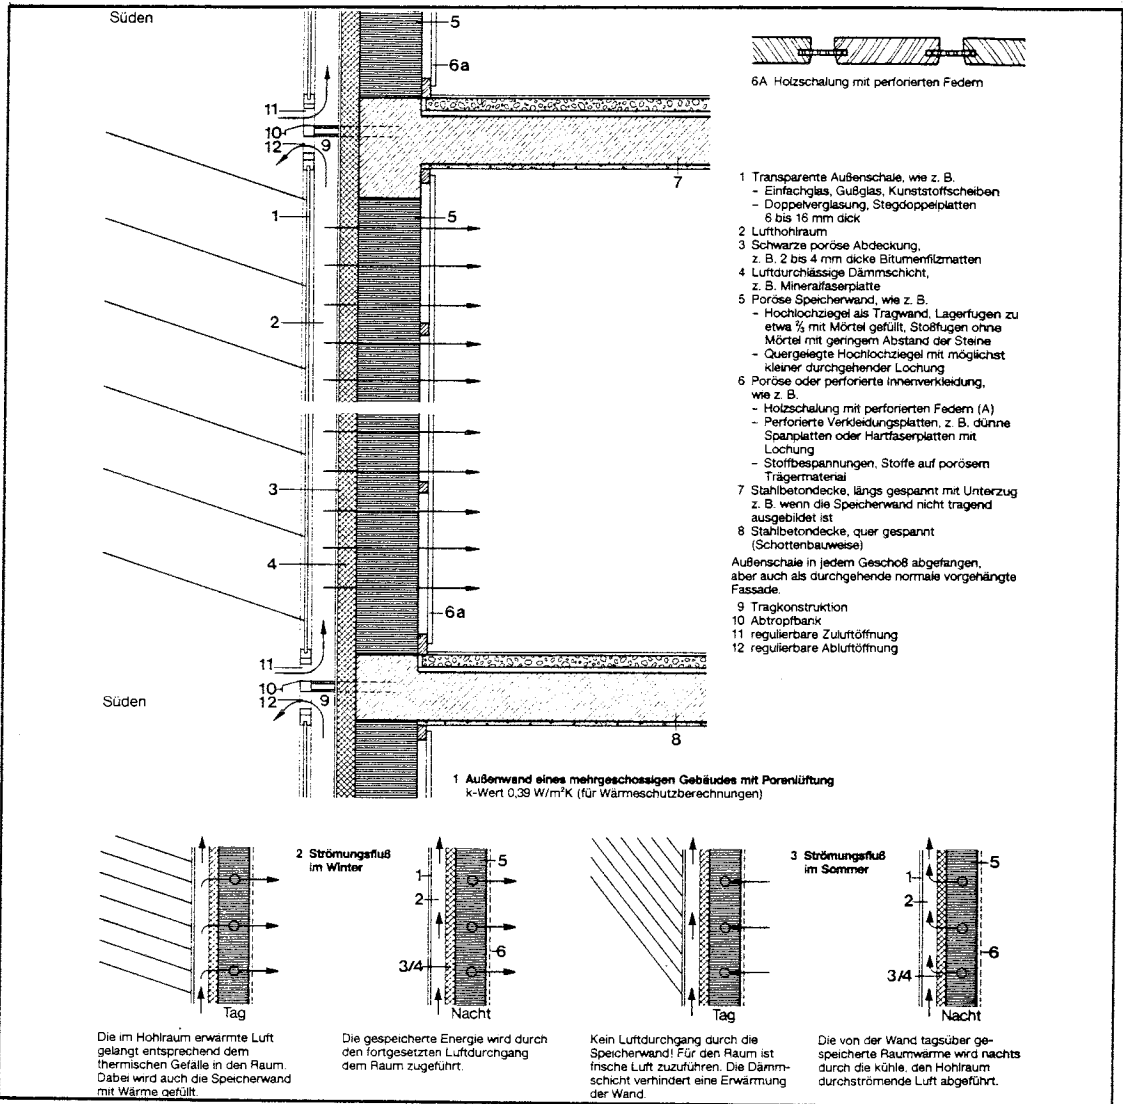 Süden
5
6a
11
10
12
9
7
1
5
2
3
4
6a
11
10
12
9
8
Süden
6A Holzschalung mit perforierten Federn
1 Transparente Außenschale, wie z. B.
- Einfachglas, Gußglas, Kunststoffscheiben
- Doppelverglasung, Stegdoppelplatten
6 bis 16 mm dick
2 Lufthohlraum
3 Schwarze poröse Abdeckung,
z. B. 2 bis 4 mm dicke Bitumenfilzmatten
4 Luftdurchlässige Dämmschicht,
z. B. Mineralfaserplatte
5 Poröse Speicherwand, wie z. B.
- Hochlochziegel als Tragwand, Lagerfugen zu
etwa ⅔ mit Mörtel gefüllt, Stoßfugen ohne
Mörtel mit geringem Abstand der Steine
- Quergelegte Hochlochziegel mit möglichst
kleiner durchgehender Lochung
6 Poröse oder perforierte Innenverkleidung,
wie z. B.
- Holzschalung mit perforierten Federn (A)
- Perforierte Verkleidungsplatten, z. B. dünne
Spanplatten oder Hartfaserplatten mit
Lochung
- Stoffbespannungen, Stoffe auf porösem
Trägermaterial
7 Stahlbetondecke, längs gespannt mit Unterzug
z. B. wenn die Speicherwand nicht tragend
ausgebildet ist
8 Stahlbetondecke, quer gespannt
(Schottenbauweise)
Außenschale in jedem Geschoß abgefangen,
aber auch als durchgehende normale vorgehängte
Fassade.
9 Tragkonstruktion
10 Abtropfbank
11 regulierbare Zuluftöffnung
12 regulierbare Abluftöffnung
1 Außenwand eines mehrgeschossigen Gebäudes mit Porenlüftung
k-Wert 0,39 W/m²K (für Wärmeschutzberechnungen)
2 Strömungsfluß
im Winter
1
2
5
6
3/4
Tag
Nacht
3 Strömungsfluß
im Sommer
1
2
5
6
3/4
Tag
Nacht
Die im Hohlraum erwärmte Luft
gelangt entsprechend dem
thermischen Gefälle in den Raum.
Dabei wird auch die Speicherwand
mit Wärme gefüllt.
Die gespeicherte Energie wird durch
den fortgesetzten Luftdurchgang
dem Raum zugeführt.
Kein Luftdurchgang durch die
Speicherwand! Für den Raum ist
frische Luft zuzuführen. Die Dämm-
schicht verhindert eine Erwärmung
der Wand.
Die von der Wand tagsüber ge-
speicherte Raumwärme wird nachts
durch die kühle, den Hohlraum
durchströmende Luft abgeführt.